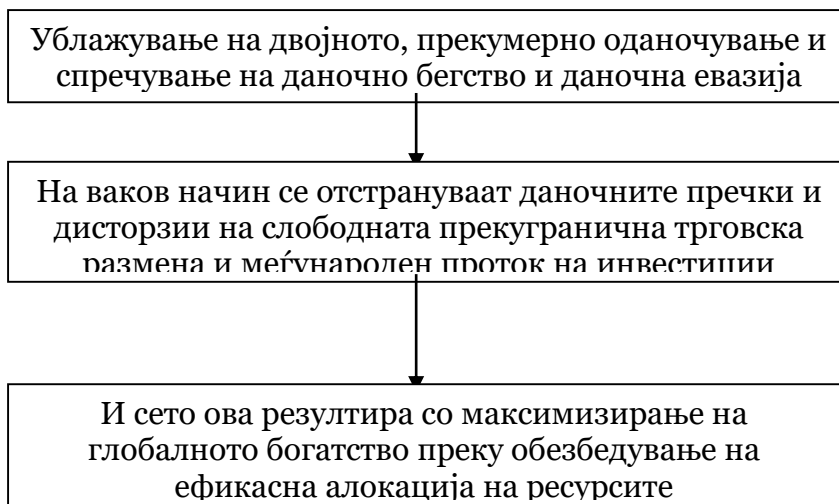 Ублажување на двојното, прекумерно оданочување и
спречување на даночно бегство и даночна евазија
На ваков начин се отстрануваат даночните пречки и
дисторзии на слободната прекугранична трговска
размена и меѓународен проток на инвестиции
И сето ова резултира со максимизирање на
глобалното богатство преку обезбедување на
ефикасна алокација на ресурсите